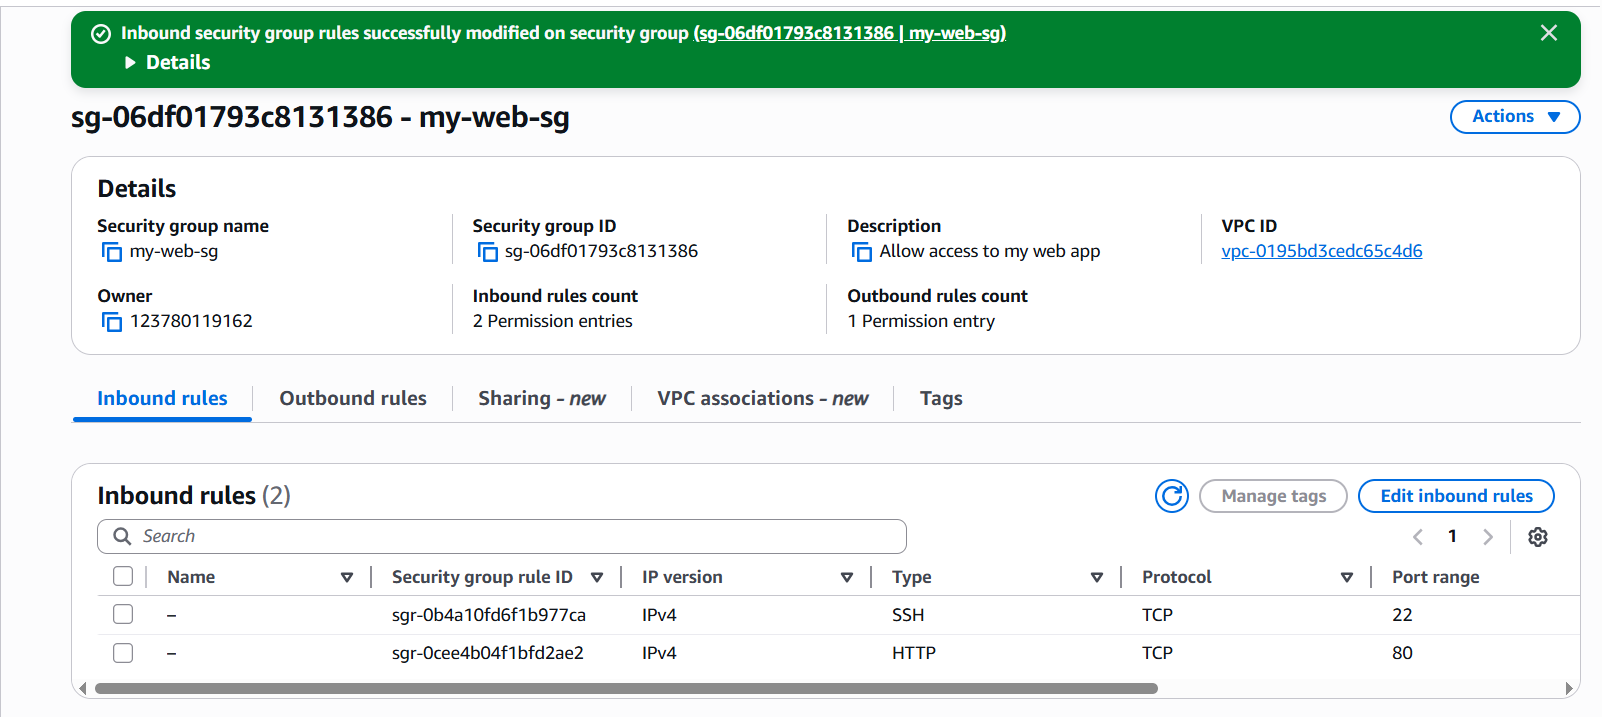 Inbound security group rules successfully modified on security group (sg-06df01793c8131386 | my-web-sg)
Details
sg-06df01793c8131386 - my-web-sg
Actions
Details
Security group name
my-web-sg
Security group ID
sg-06df01793c8131386
Description
Allow access to my web app
VPC ID
vpc-0195bd3cedc65c4d6
Owner
123780119162
Inbound rules count
2 Permission entries
Outbound rules count
1 Permission entry
Inbound rules Outbound rules Sharing - new VPC associations - new Tags
Inbound rules (2)
Manage tags
Edit inbound rules
Search
1
Name Security group rule ID IP version Type Protocol Port range
– sgr-0b4a10fd6f1b977ca IPv4 SSH TCP 22
– sgr-0cee4b04f1bfd2ae2 IPv4 HTTP TCP 80